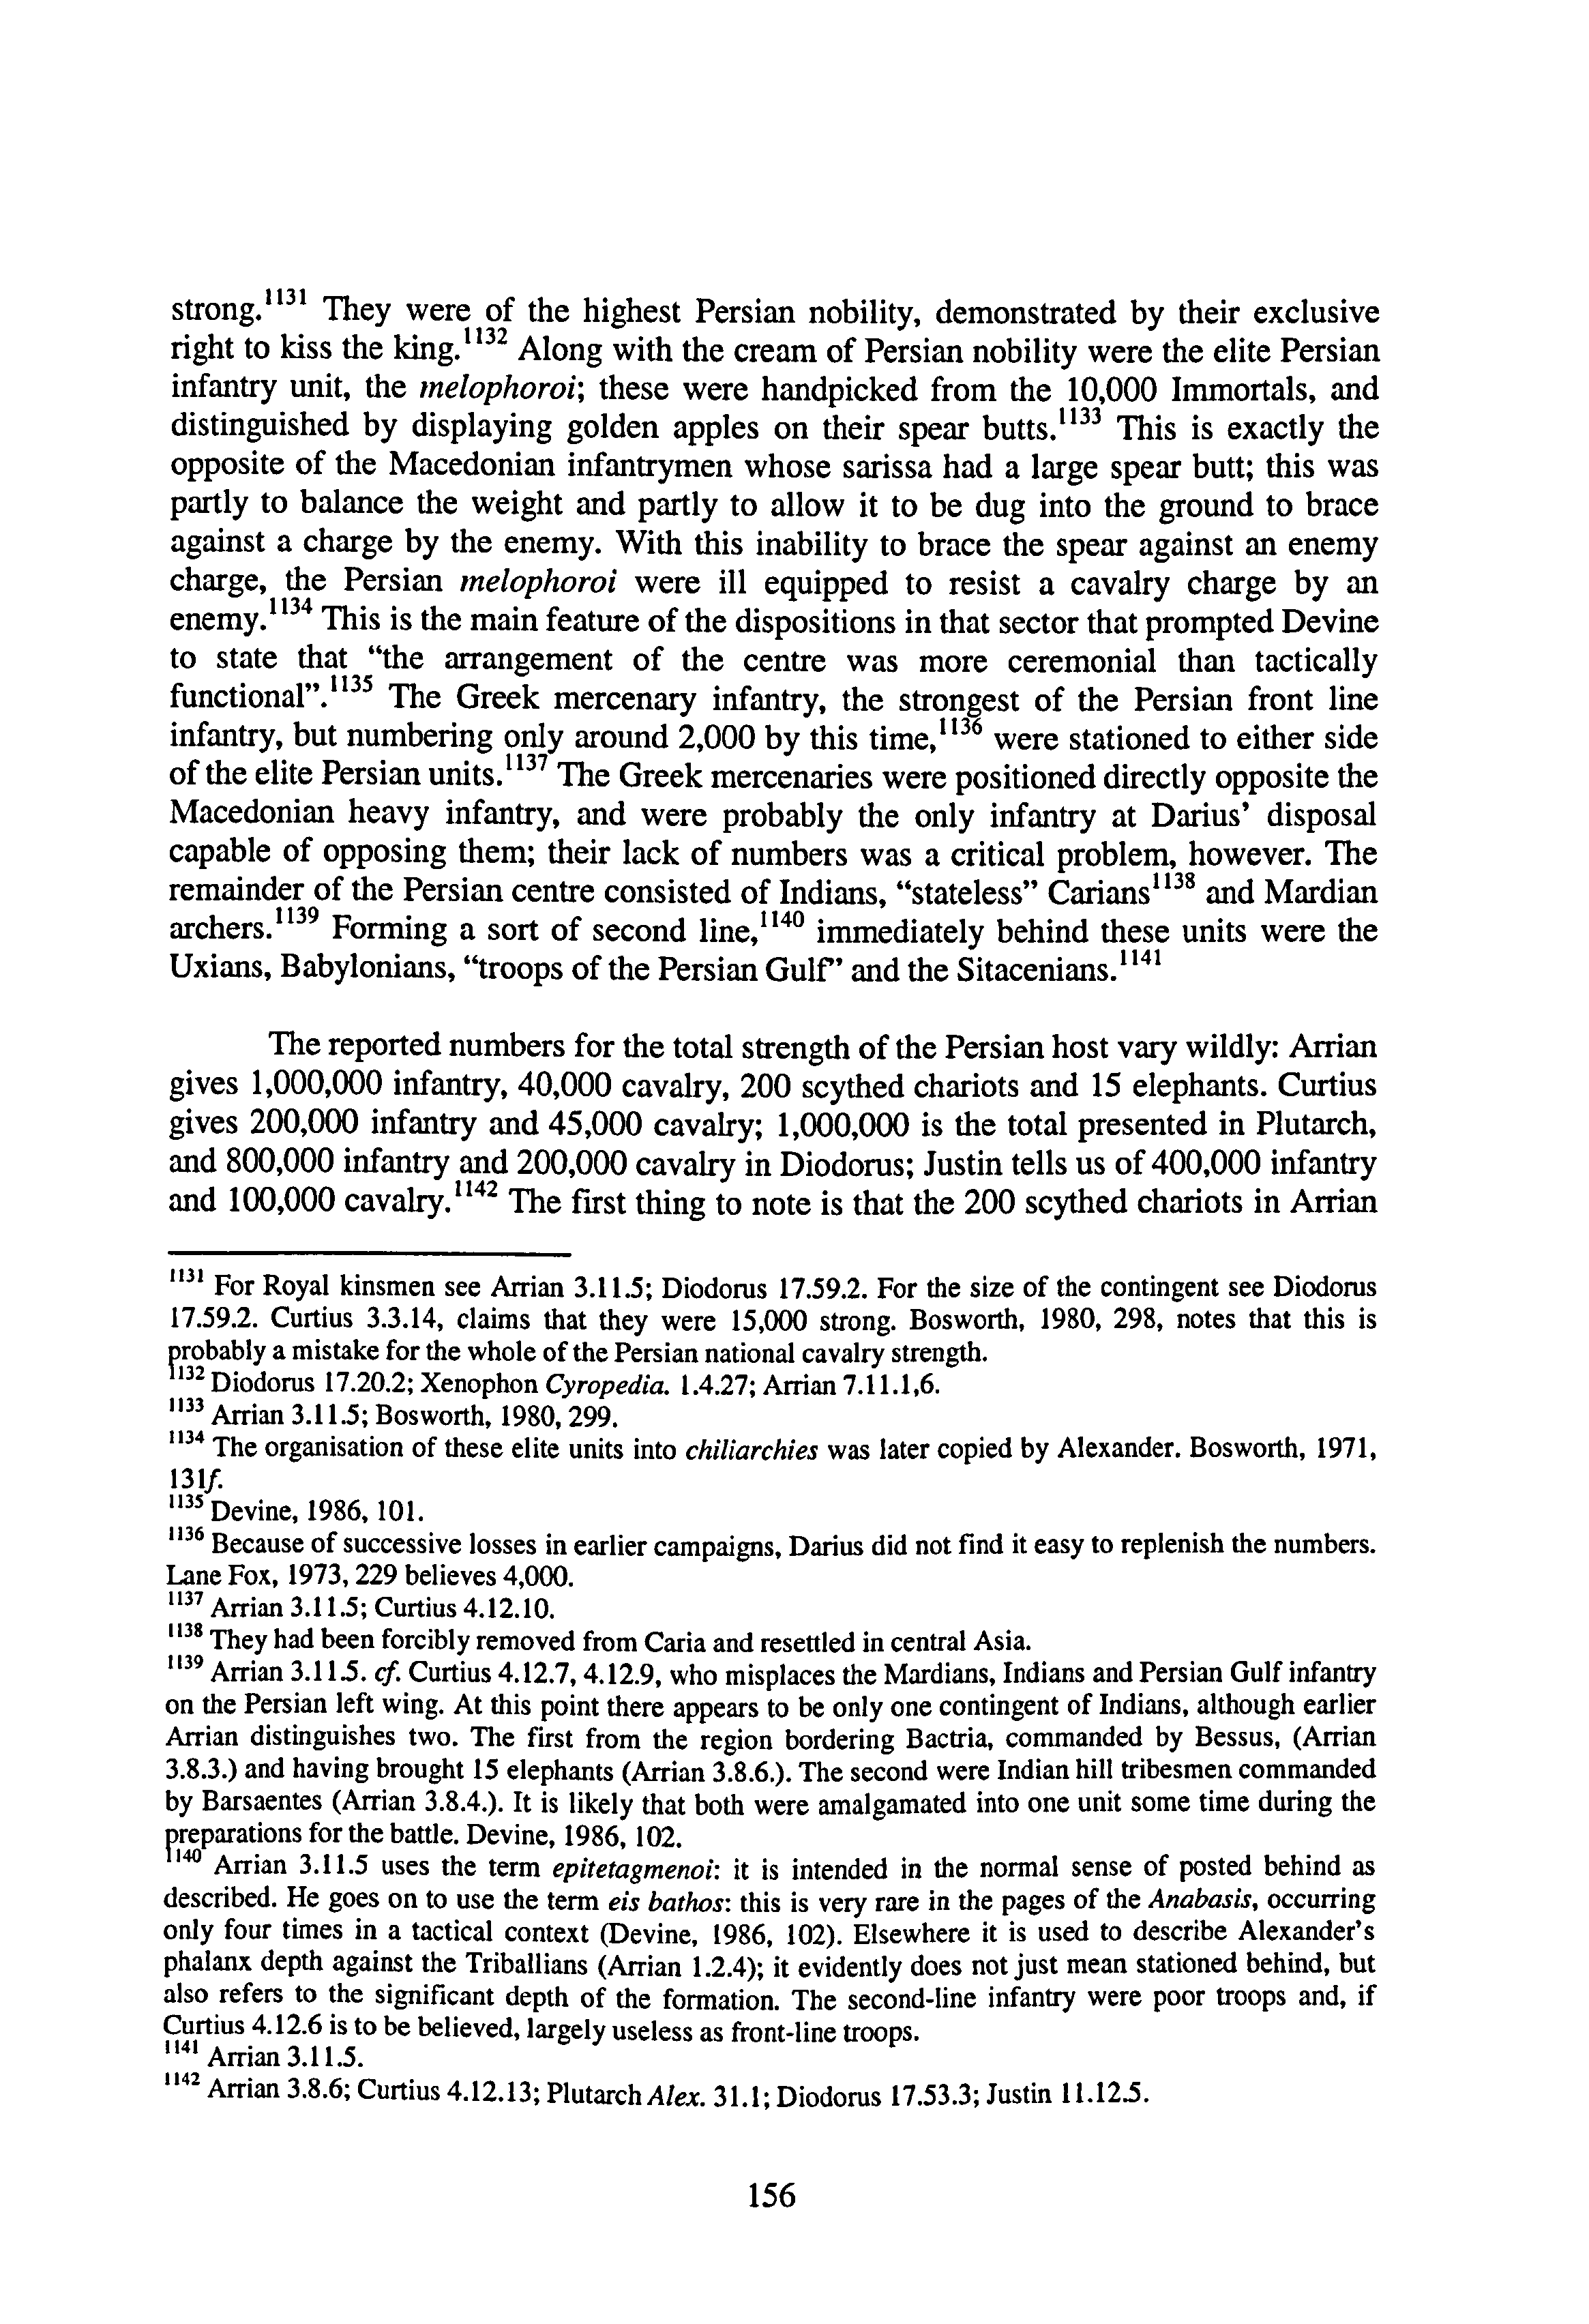 strong.1131 They were of the highest Persian nobility, demonstrated by their exclusive
right to kiss the king.1132 Along with the cream of Persian nobility were the elite Persian
infantry unit, the melophoroi; these were handpicked from the 10,000 Immortals, and
distinguished by displaying golden apples on their spear butts.1133 This is exactly the
opposite of the Macedonian infantrymen whose sarissa had a large spear butt; this was
partly to balance the weight and partly to allow it to be dug into the ground to brace
against a charge by the enemy. With this inability to brace the spear against an enemy
charge, the Persian melophoroi were ill equipped to resist a cavalry charge by an
enemy.1134 This is the main feature of the dispositions in that sector that prompted Devine
to state that “the arrangement of the centre was more ceremonial than tactically
functional”.1135 The Greek mercenary infantry, the strongest of the Persian front line
infantry, but numbering only around 2,000 by this time,1136 were stationed to either side
of the elite Persian units.1137 The Greek mercenaries were positioned directly opposite the
Macedonian heavy infantry, and were probably the only infantry at Darius’ disposal
capable of opposing them; their lack of numbers was a critical problem, however. The
remainder of the Persian centre consisted of Indians, “stateless” Carians1138 and Mardian
archers.1139 Forming a sort of second line,1140 immediately behind these units were the
Uxians, Babylonians, “troops of the Persian Gulf” and the Sitacenians.1141
The reported numbers for the total strength of the Persian host vary wildly: Arrian
gives 1,000,000 infantry, 40,000 cavalry, 200 scythed chariots and 15 elephants. Curtius
gives 200,000 infantry and 45,000 cavalry; 1,000,000 is the total presented in Plutarch,
and 800,000 infantry and 200,000 cavalry in Diodorus; Justin tells us of 400,000 infantry
and 100,000 cavalry.1142 The first thing to note is that the 200 scythed chariots in Arrian
1131 For Royal kinsmen see Arrian 3.11.5; Diodorus 17.59.2. For the size of the contingent see Diodorus
17.59.2. Curtius 3.3.14, claims that they were 15,000 strong. Bosworth, 1980, 298, notes that this is
probably a mistake for the whole of the Persian national cavalry strength.
1132 Diodorus 17.20.2; Xenophon Cyropedia. 1.4.27; Arrian 7.11.1,6.
1133 Arrian 3.11.5; Bosworth, 1980, 299.
1134 The organisation of these elite units into chiliarchies was later copied by Alexander. Bosworth, 1971,
131f.
1135 Devine, 1986, 101.
1136 Because of successive losses in earlier campaigns, Darius did not find it easy to replenish the numbers.
Lane Fox, 1973, 229 believes 4,000.
1137 Arrian 3.11.5; Curtius 4.12.10.
1138 They had been forcibly removed from Caria and resettled in central Asia.
1139 Arrian 3.11.5. cf. Curtius 4.12.7, 4.12.9, who misplaces the Mardians, Indians and Persian Gulf infantry
on the Persian left wing. At this point there appears to be only one contingent of Indians, although earlier
Arrian distinguishes two. The first from the region bordering Bactria, commanded by Bessus, (Arrian
3.8.3.) and having brought 15 elephants (Arrian 3.8.6.). The second were Indian hill tribesmen commanded
by Barsaentes (Arrian 3.8.4.). It is likely that both were amalgamated into one unit some time during the
preparations for the battle. Devine, 1986, 102.
1140 Arrian 3.11.5 uses the term epitetagmenoi: it is intended in the normal sense of posted behind as
described. He goes on to use the term eis bathos: this is very rare in the pages of the Anabasis, occurring
only four times in a tactical context (Devine, 1986, 102). Elsewhere it is used to describe Alexander’s
phalanx depth against the Triballians (Arrian 1.2.4); it evidently does not just mean stationed behind, but
also refers to the significant depth of the formation. The second-line infantry were poor troops and, if
Curtius 4.12.6 is to be believed, largely useless as front-line troops.
1141 Arrian 3.11.5.
1142 Arrian 3.8.6; Curtius 4.12.13; Plutarch Alex. 31.1; Diodorus 17.53.3; Justin 11.12.5.
156